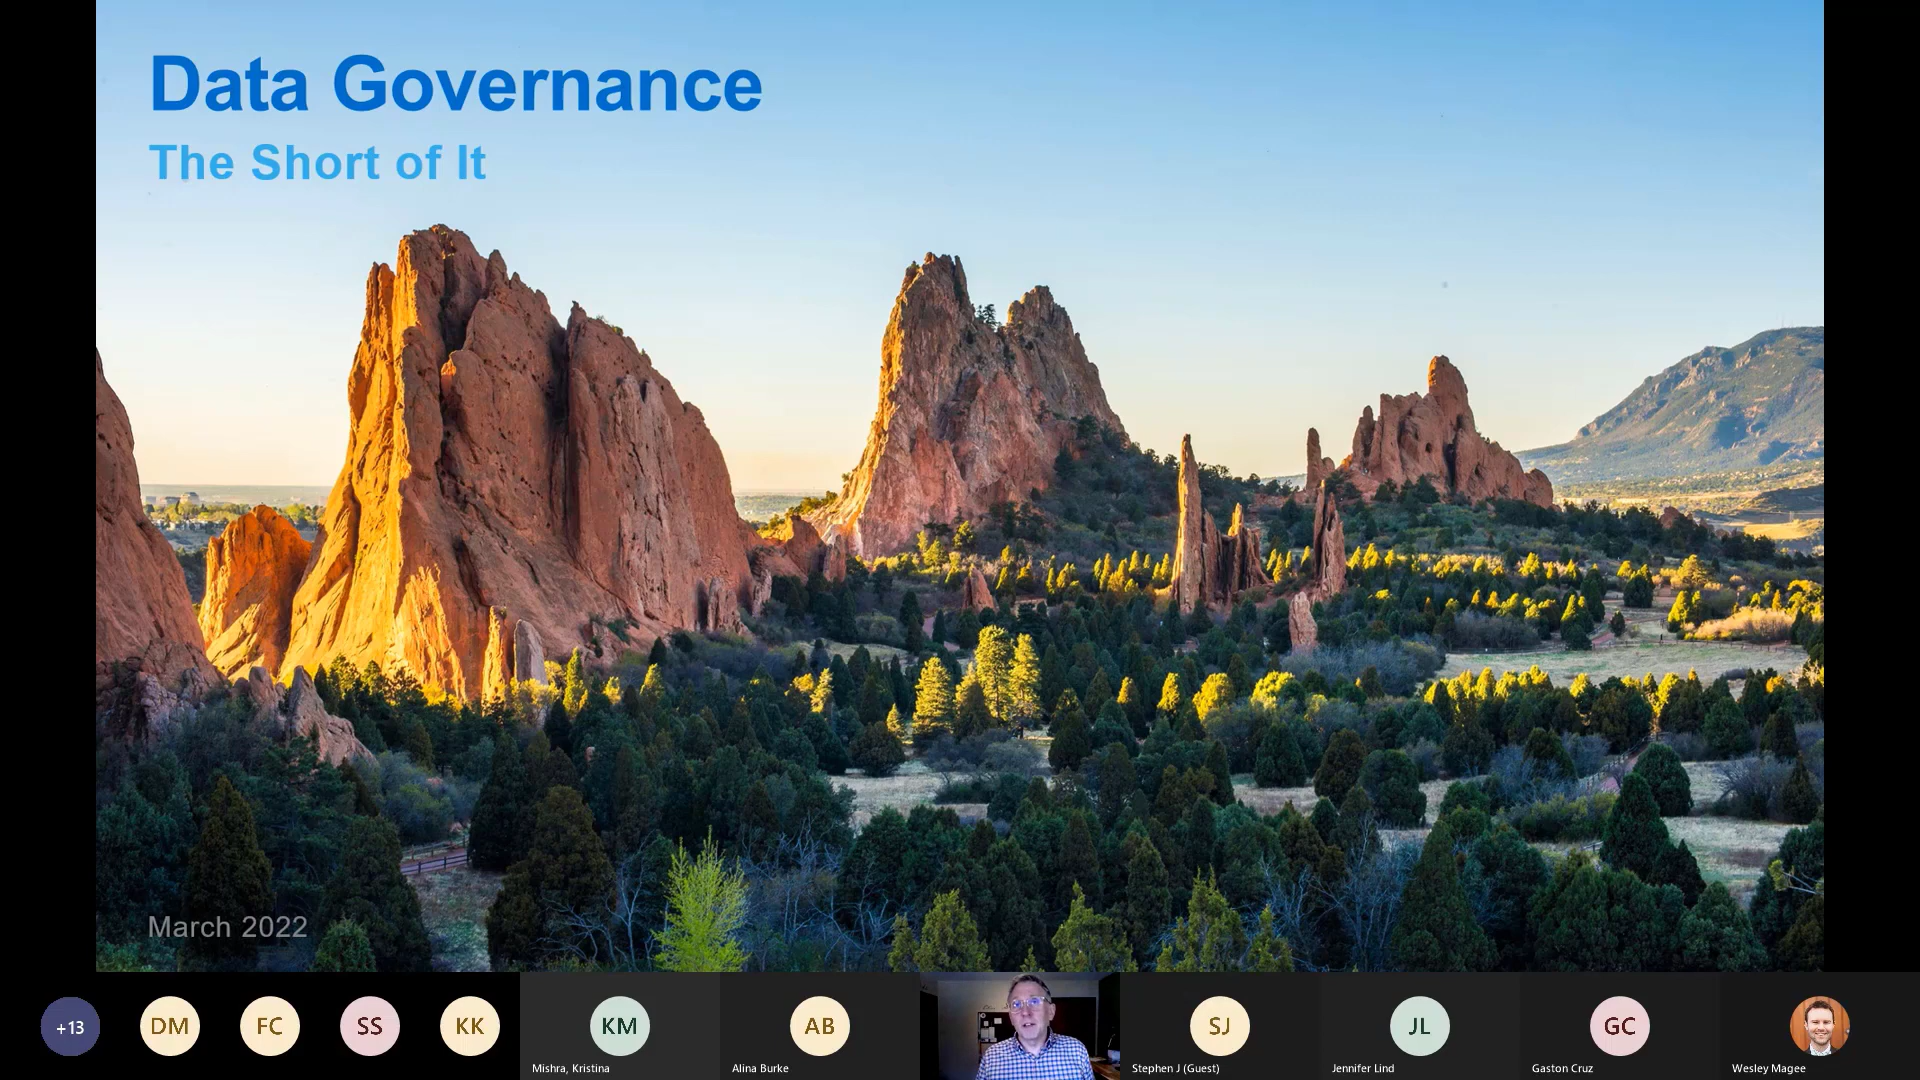 Data Governance
The Short of It
March 2022
+13
DM
FC
SS
KK
KM
Mishra, Kristina
AB
Alina Burke
SJ
Stephen J (Guest)
JL
Jennifer Lind
GC
Gaston Cruz
Wesley Magee